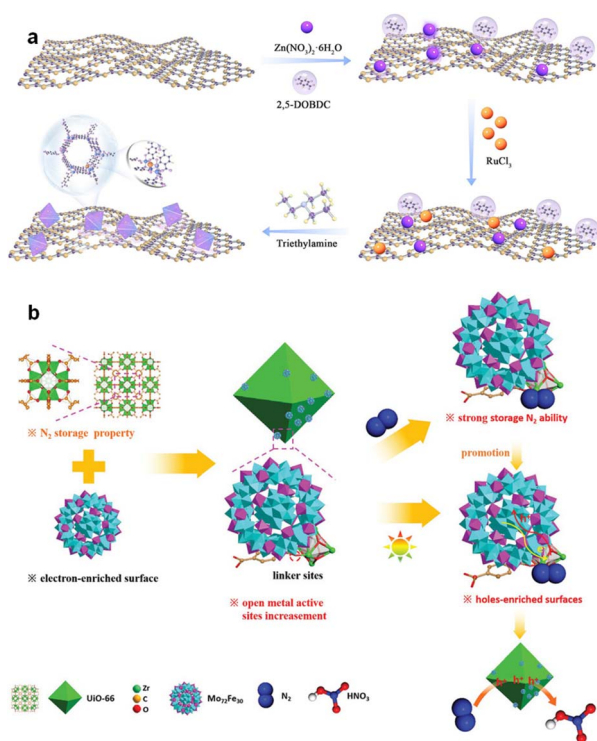 a
Zn(NO3)2·6H2O
2,5-DOBDC
RuCl3
Triethylamine
b
※ N2 storage property
※ electron-enriched surface
linker sites
※ open metal active
sites increasement
※ strong storage N2 ability
promotion
※ holes-enriched surfaces
h+ h+
UiO-66
Zr
C
O
Mo72Fe30
N2
HNO3